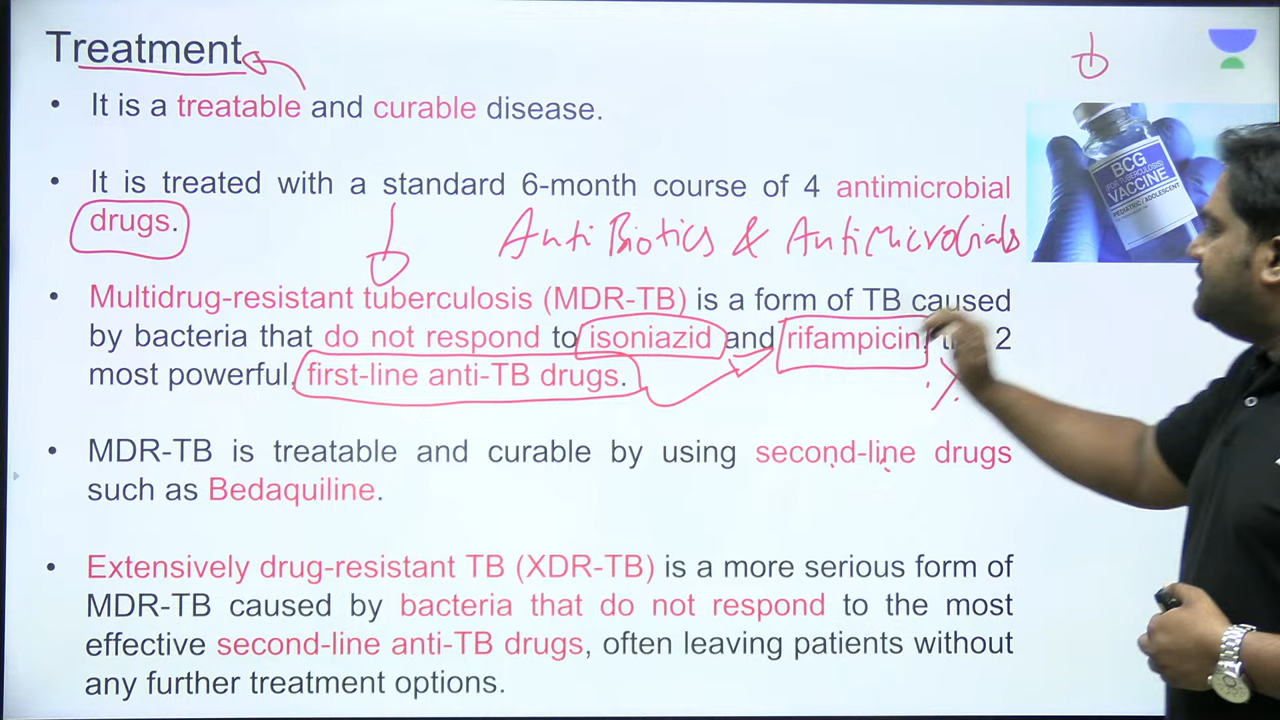 Treatment
• It is a treatable and curable disease.
• It is treated with a standard 6-month course of 4 antimicrobial
drugs.
AntiBiotics & AntiMicrobials
• Multidrug-resistant tuberculosis (MDR-TB) is a form of TB caused
by bacteria that do not respond to isoniazid and rifampicin, 2
most powerful, first-line anti-TB drugs.
• MDR-TB is treatable and curable by using second-line drugs
such as Bedaquiline.
• Extensively drug-resistant TB (XDR-TB) is a more serious form of
MDR-TB caused by bacteria that do not respond to the most
effective second-line anti-TB drugs, often leaving patients without
any further treatment options.
BCG
VACCINE
PEDIATRIC / ADOLESCENT